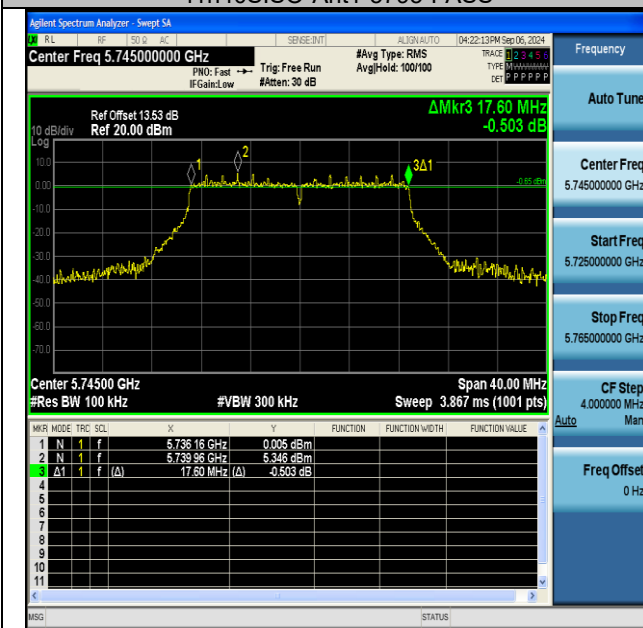 Agilent Spectrum Analyzer - Swept SA
RL RF 50 Ω AC SENSE:INT ALIGN AUTO 04:22:13PM Sep 06, 2024
Center Freq 5.745000000 GHz #Avg Type: RMS TRACE 1 2 3 4 5 6
PNO: Fast Trig: Free Run Avg|Hold: 100/100 TYPE
IFGain:Low #Atten: 30 dB DET P P P P P P
ΔMkr3 17.60 MHz
-0.503 dB
Ref Offset 13.53 dB
10 dB/div Ref 20.00 dBm
Log
10.0
0.00
-10.0
-20.0
-30.0
-40.0
-50.0
-60.0
-70.0
1
2
3Δ1
-0.65 dBm
Center 5.74500 GHz Span 40.00 MHz
#Res BW 100 kHz #VBW 300 kHz Sweep 3.867 ms (1001 pts)
MKR MODE TRC SCL X Y FUNCTION FUNCTION WIDTH FUNCTION VALUE
1 N 1 f 5.736 16 GHz 0.005 dBm
2 N 1 f 5.739 96 GHz 5.346 dBm
3 Δ1 1 f (Δ) 17.60 MHz (Δ) -0.503 dB
4
5
6
7
8
9
10
11
MSG STATUS
Frequency
Auto Tune
Center Freq
5.745000000 GHz
Start Freq
5.725000000 GHz
Stop Freq
5.765000000 GHz
CF Step
4.000000 MHz
Auto Man
Freq Offset
0 Hz